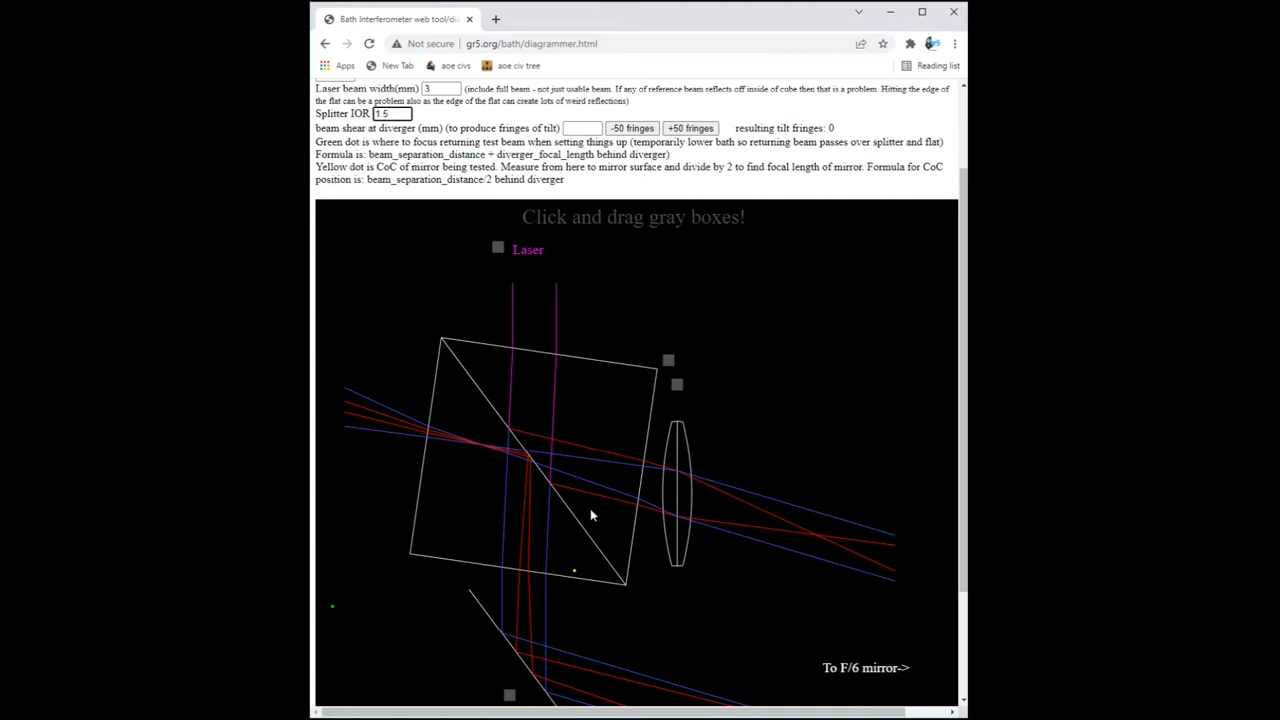 Bath Interferometer web tool/di
Not secure gr5.org/bath/diagrammer.html
Apps New Tab aoe civs aoe civ tree Reading list
Laser beam width(mm) 3 (include full beam - not just usable beam. If any of reference beam reflects off inside of cube then that is a problem. Hitting the edge of
the flat can be a problem also as the edge of the flat can create lots of weird reflections)
Splitter IOR 1.5
beam shear at diverger (mm) (to produce fringes of tilt) -50 fringes +50 fringes resulting tilt fringes: 0
Green dot is where to focus returning test beam when setting things up (temporarily lower bath so returning beam passes over splitter and flat)
Formula is: beam_separation_distance + diverger_focal_length behind diverger)
Yellow dot is CoC of mirror being tested. Measure from here to mirror surface and divide by 2 to find focal length of mirror. Formula for CoC
position is: beam_separation_distance/2 behind diverger
Click and drag gray boxes!
Laser
To F/6 mirror->